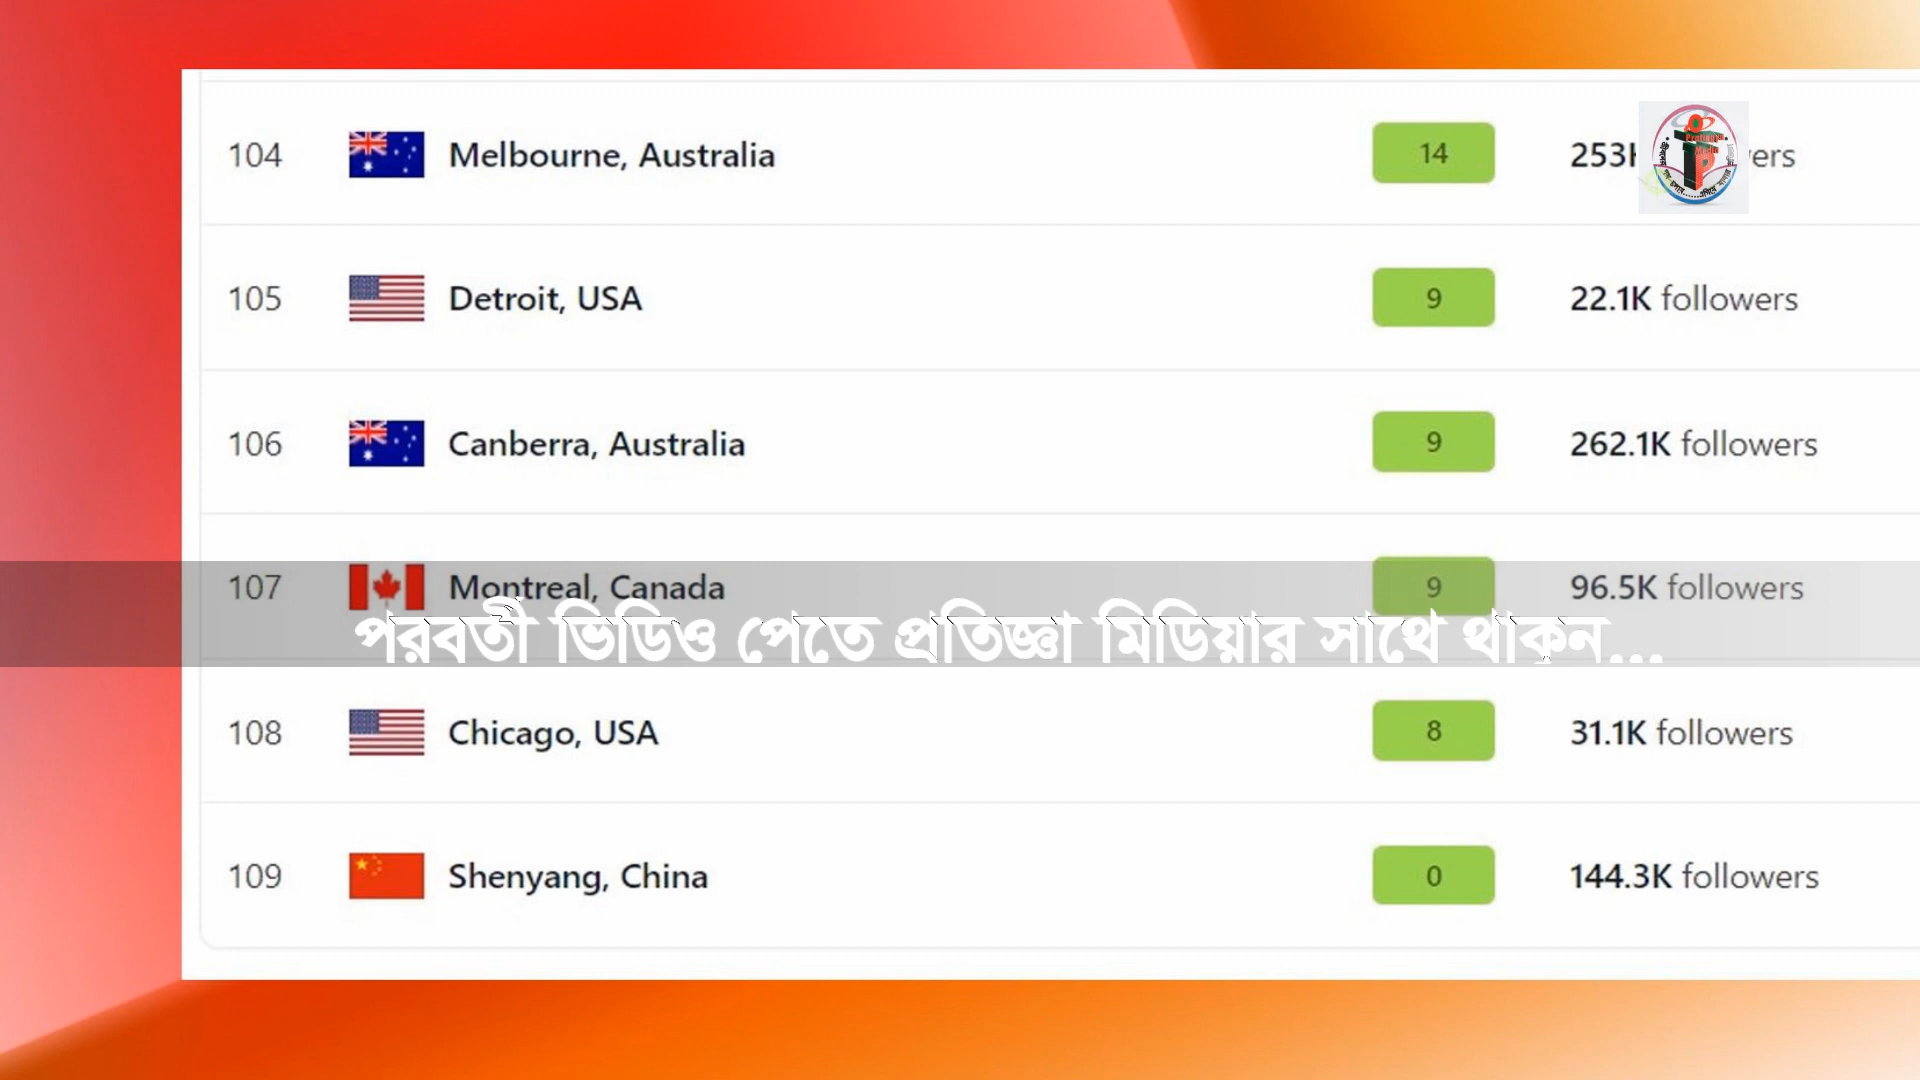 104 Melbourne, Australia 14 253
105 Detroit, USA 9 22.1K followers
106 Canberra, Australia 9 262.1K followers
107 Montreal, Canada 9 96.5K followers
পরবর্তী ভিডিও পেতে প্রতিজ্ঞা মিডিয়ার সাথে থাকুন...
108 Chicago, USA 8 31.1K followers
109 Shenyang, China 0 144.3K followers